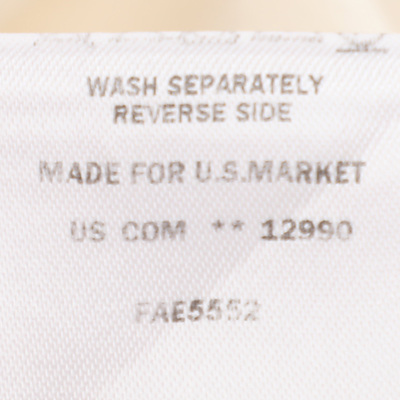 WASH SEPARATELY
REVERSE SIDE
MADE FOR U.S.MARKET
US COM ** 12990
FAE5552